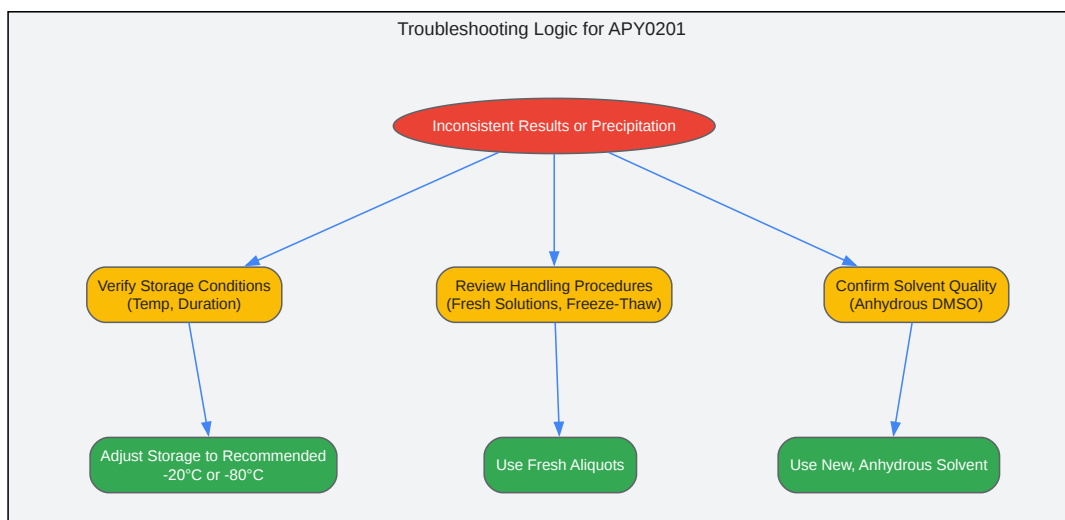 Troubleshooting Logic for APY0201
Inconsistent Results or Precipitation
Verify Storage Conditions
(Temp, Duration)
Review Handling Procedures
(Fresh Solutions, Freeze-Thaw)
Confirm Solvent Quality
(Anhydrous DMSO)
Adjust Storage to Recommended
-20°C or -80°C
Use Fresh Aliquots
Use New, Anhydrous Solvent